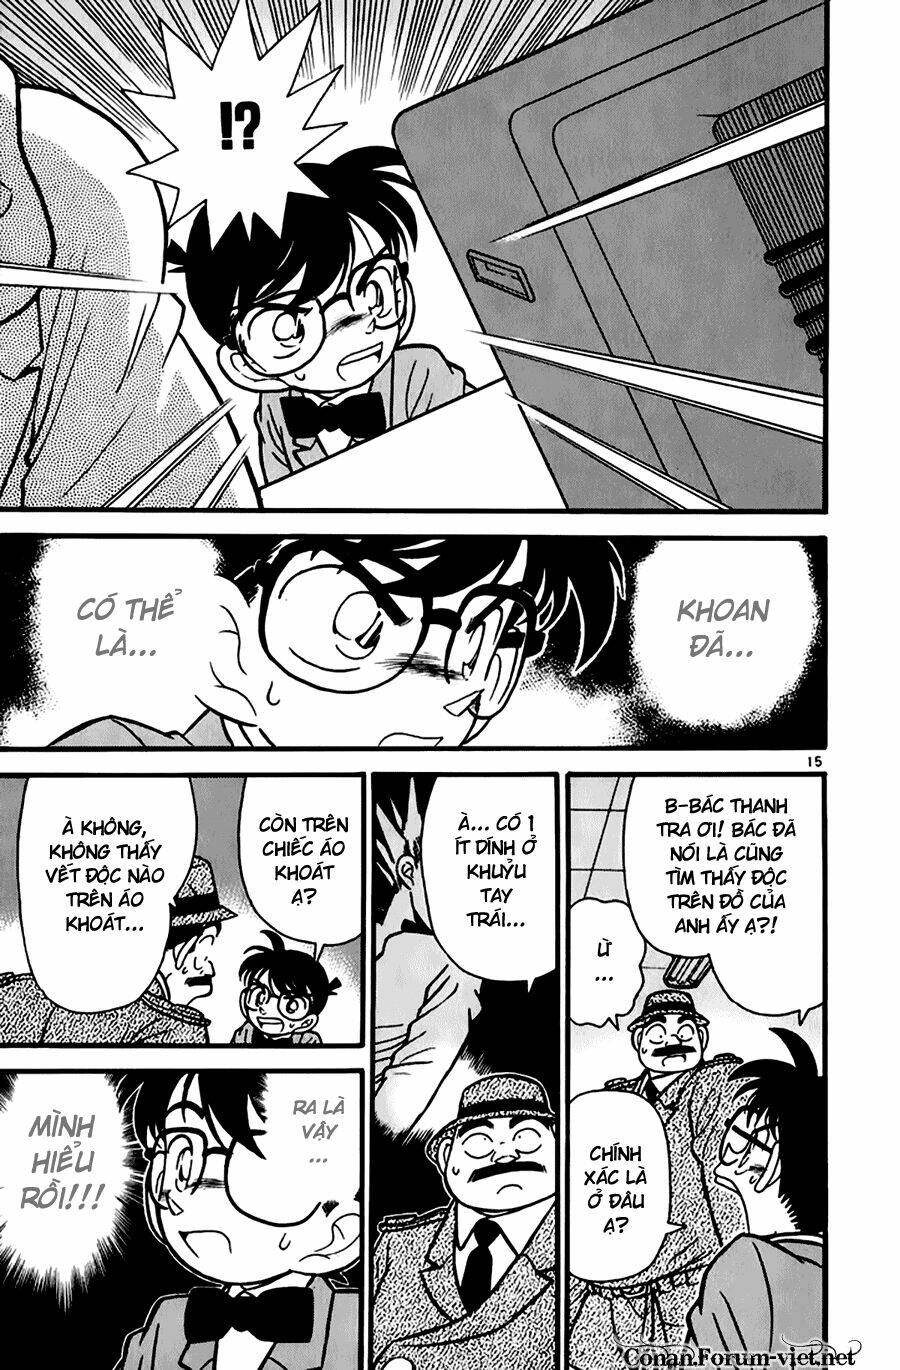 !?
KHOAN
ĐÃ...
CÓ THỂ
LÀ...
15
B-BÁC THANH
TRA ƠI! BÁC ĐÃ
NÓI LÀ CŨNG
TÌM THẤY ĐỘC
TRÊN ĐỒ CỦA
ANH ẤY Ạ?!
Ừ
...
CHÍNH
XÁC LÀ
Ở ĐÂU
Ạ?
À... CÓ 1
ÍT DÍNH Ở
KHUỶU
TAY
TRÁI...
CÒN TRÊN
CHIẾC ÁO
KHOÁT
Ạ?
À KHÔNG,
KHÔNG THẤY
VẾT ĐỘC NÀO
TRÊN ÁO
KHOÁT...
RA LÀ
VẬY
...
MÌNH
HIỂU
RỒI!!!
Conan.Forum-viet.net